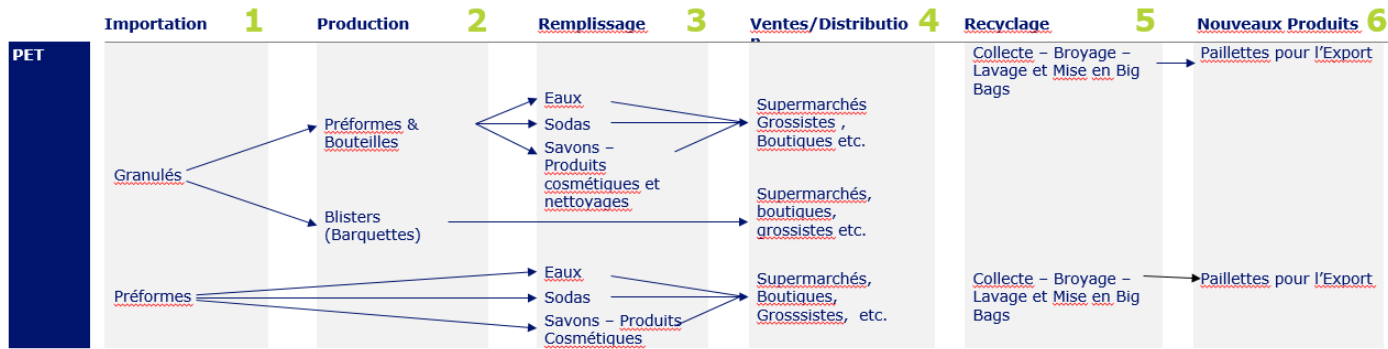 Importation 1
Production 2
Remplissage 3
Ventes/Distributio 4
Recyclage 5
Nouveaux Produits 6
PET
Granulés
Préformes
Préformes &
Bouteilles
Blisters
(Barquettes)
Eaux
Sodas
Savons –
Produits
cosmétiques et
nettoyages
Eaux
Sodas
Savons – Produits
Cosmétiques
Supermarchés
Grossistes ,
Boutiques etc.
Supermarchés,
boutiques,
grossistes etc.
Supermarchés,
Boutiques,
Grosssistes, etc.
Collecte – Broyage –
Lavage et Mise en Big
Bags
Collecte – Broyage –
Lavage et Mise en Big
Bags
Paillettes pour l’Export
Paillettes pour l’Export